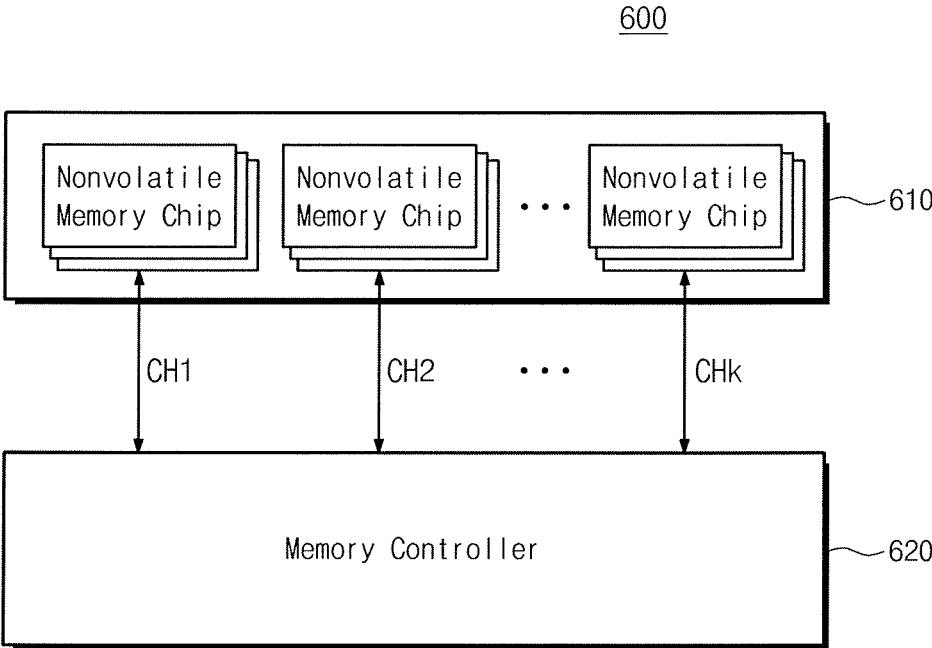 600
Nonvolatile Memory Chip
Nonvolatile Memory Chip
...
Nonvolatile Memory Chip
610
CH1
CH2
...
CHk
Memory Controller
620